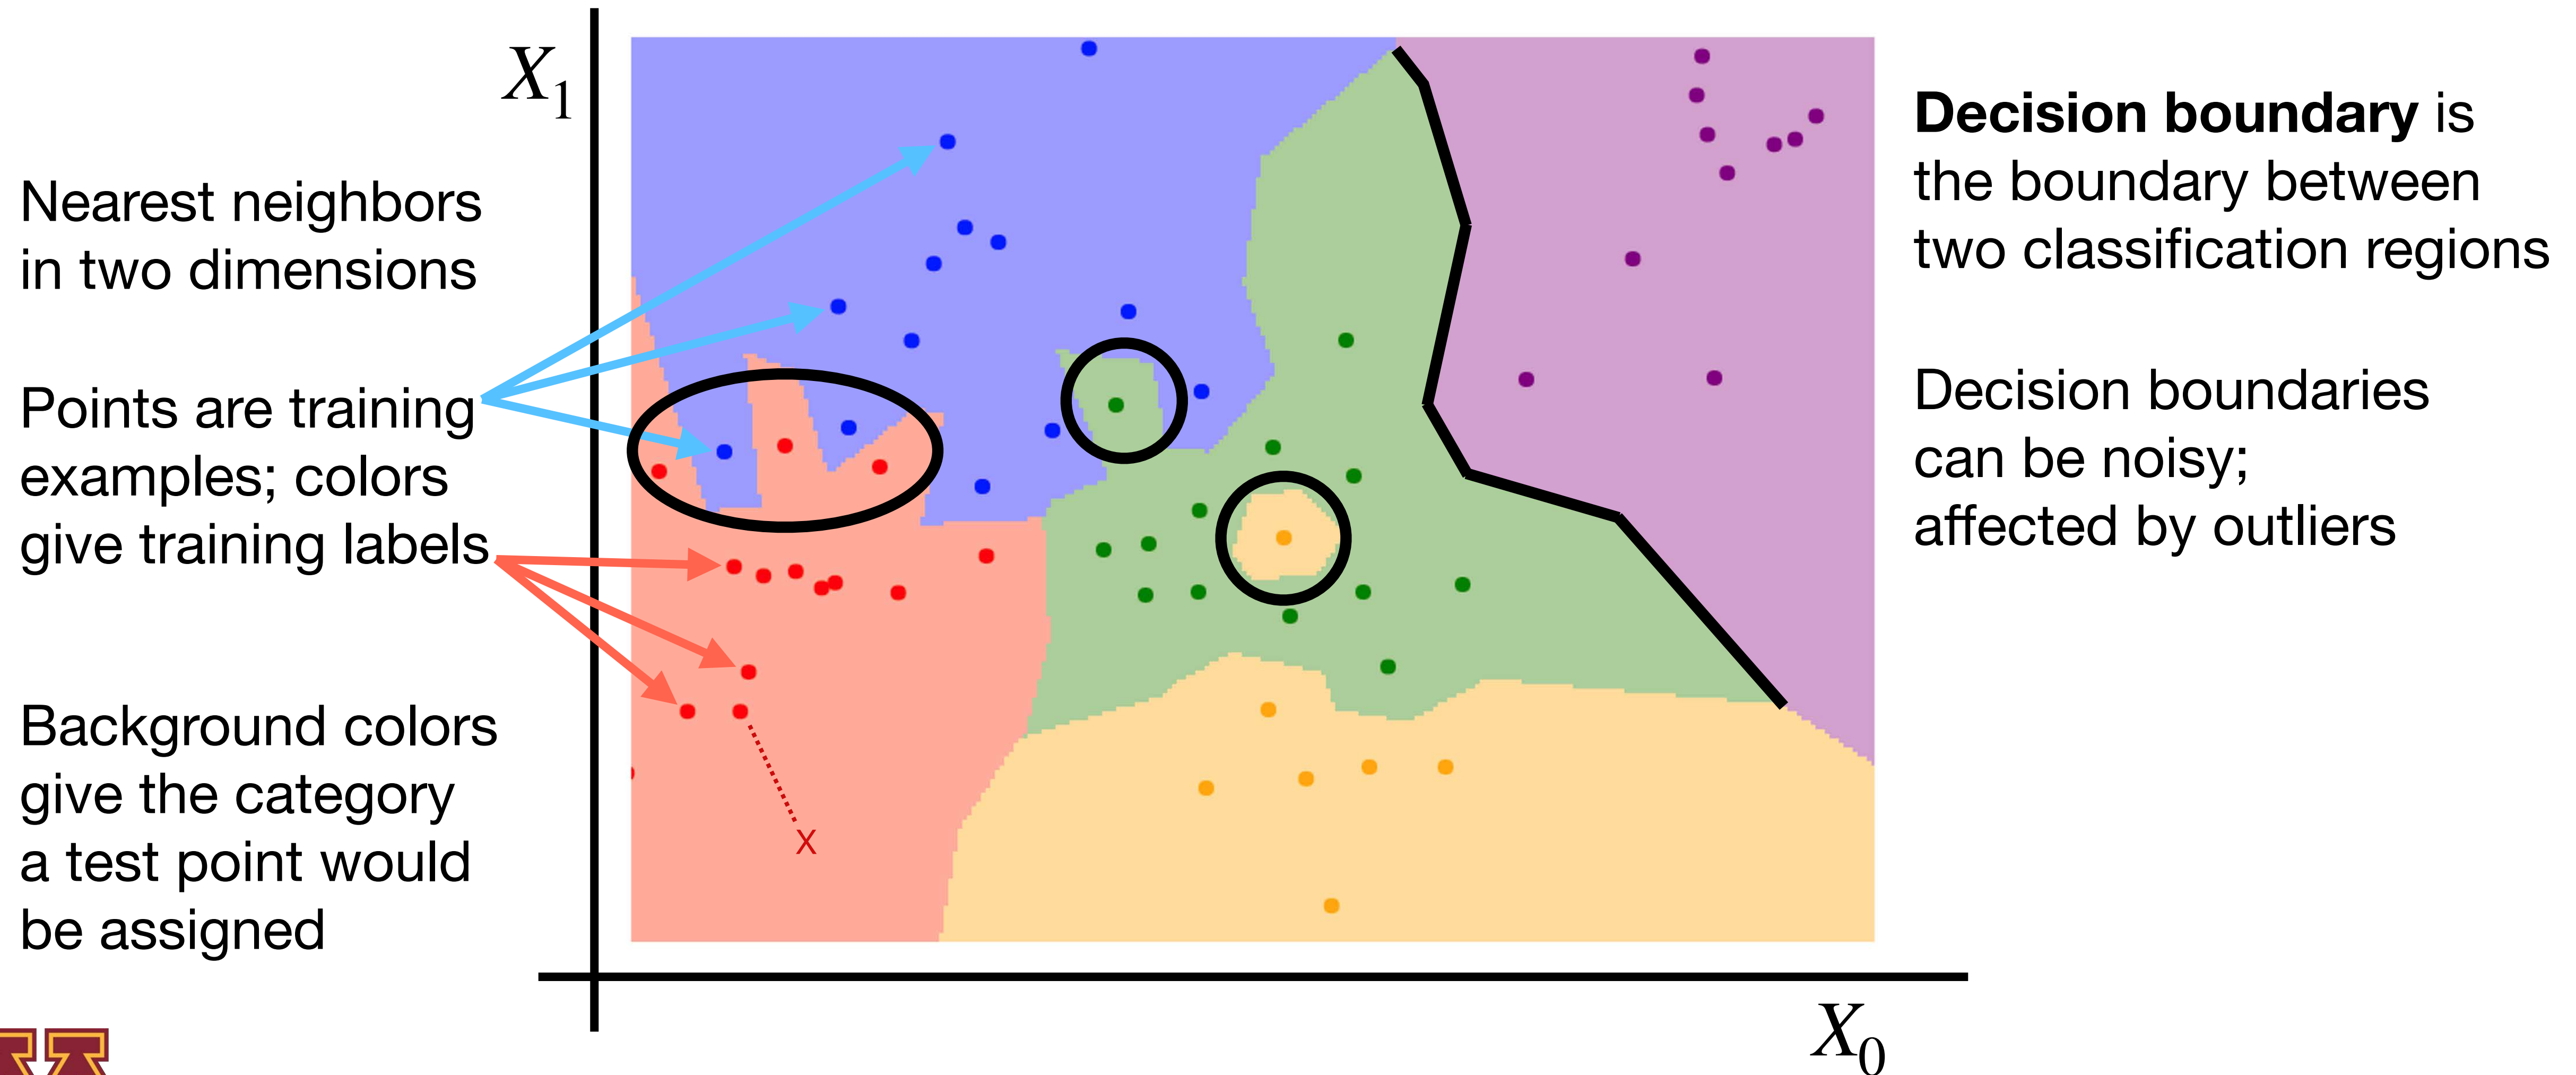 X₁
Nearest neighbors
in two dimensions
Points are training
examples; colors
give training labels
Background colors
give the category
a test point would
be assigned
X
Decision boundary is
the boundary between
two classification regions
Decision boundaries
can be noisy;
affected by outliers
X₀